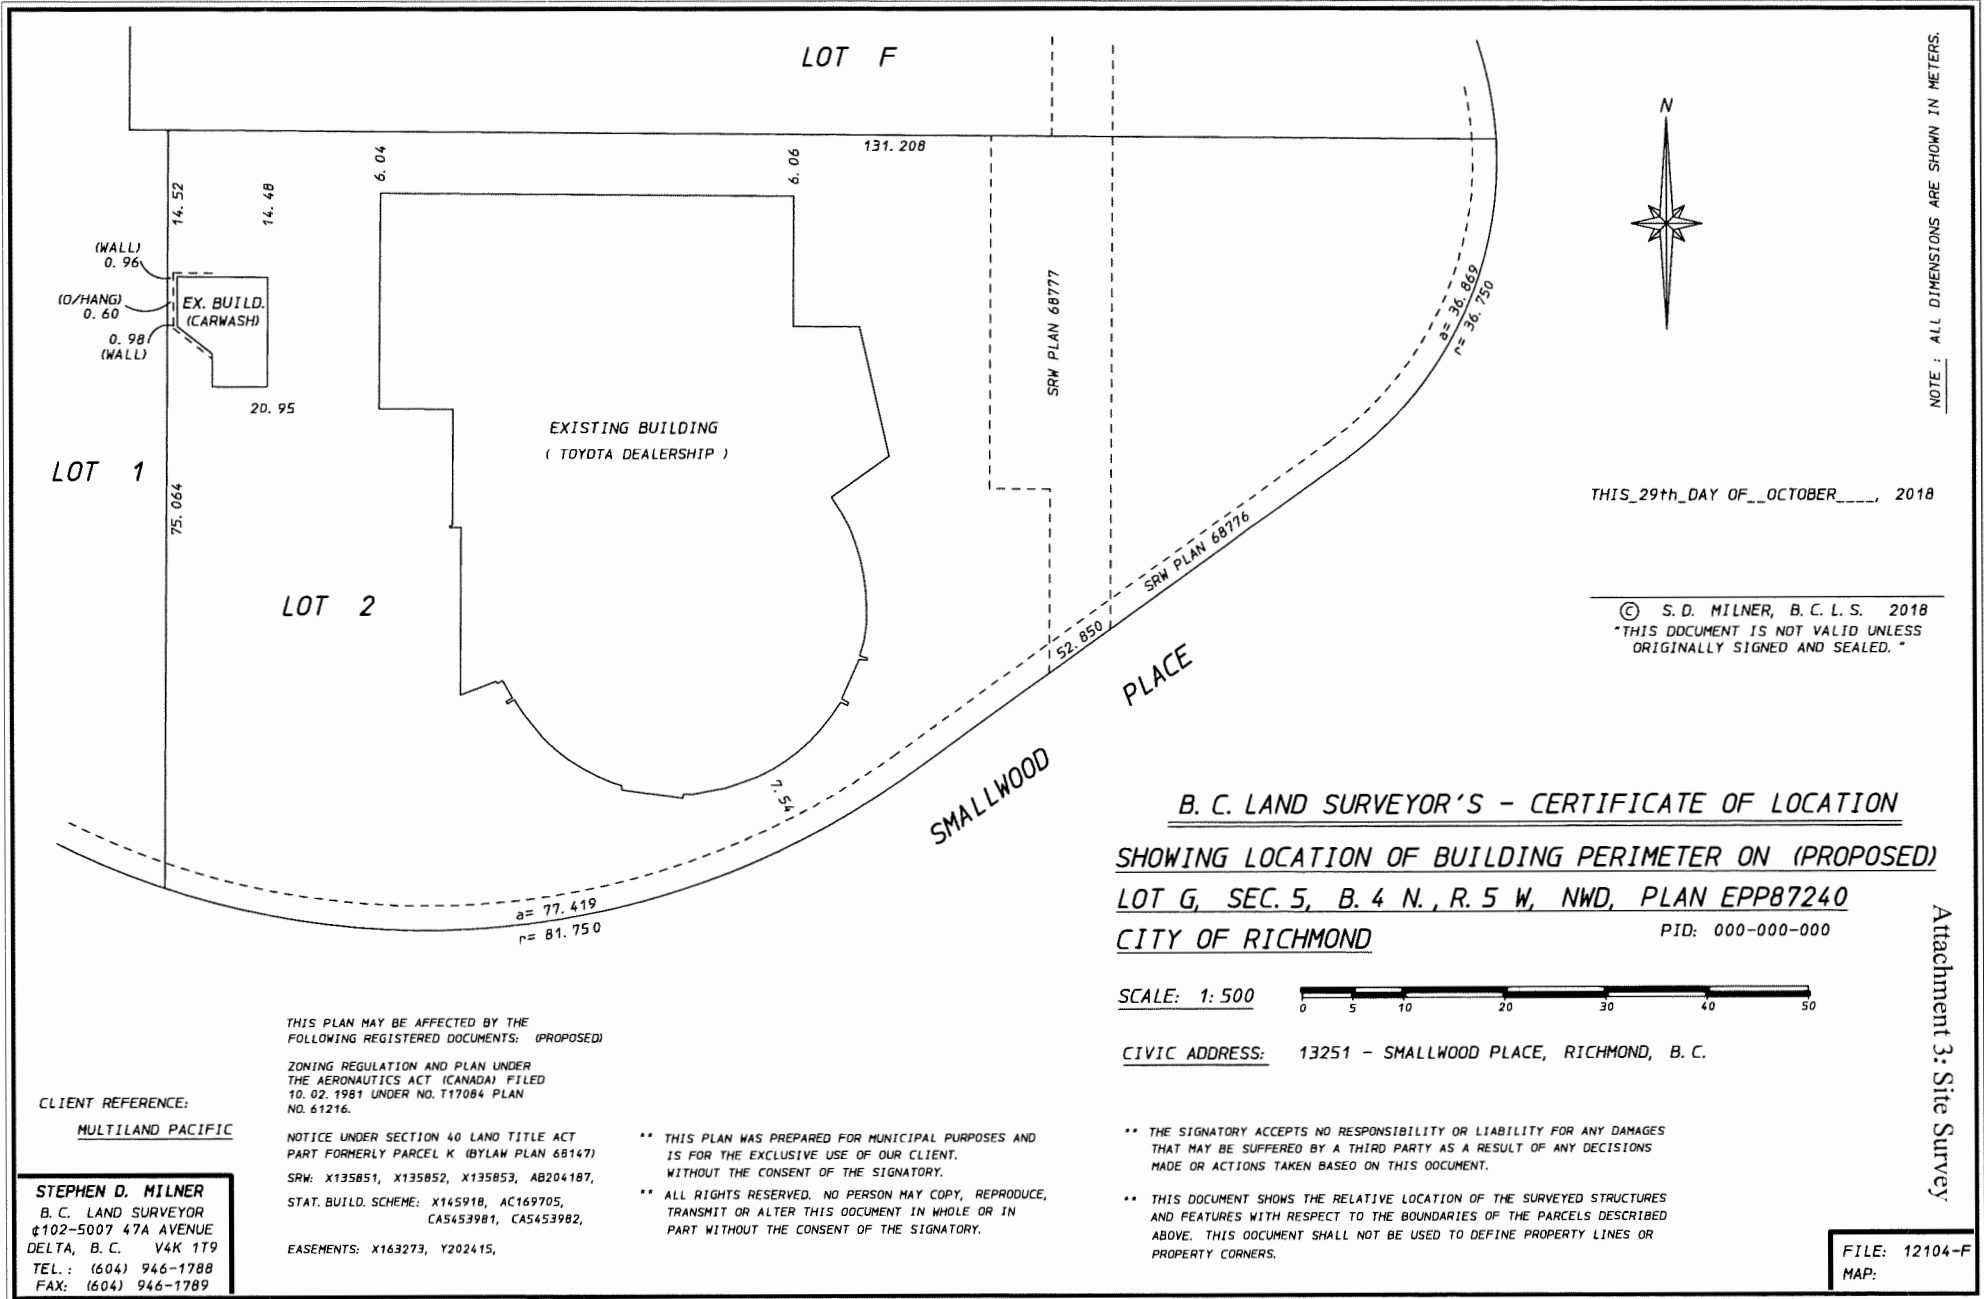 LOT F
131. 208
6. 04
6. 06
14. 52
14. 48
(WALL)
0. 96
(O/HANG)
0. 60
0. 98
(WALL)
EX. BUILD.
(CARWASH)
20. 95
LOT 1
75. 064
EXISTING BUILDING
( TOYOTA DEALERSHIP )
LOT 2
SRW PLAN 68777
a= 36. 869
r= 36. 750
SRW PLAN 68776
52. 850
7. 54
SMALLWOOD PLACE
a= 77. 419
r= 81. 750
N
NOTE : ALL DIMENSIONS ARE SHOWN IN METERS.
THIS_29th_DAY OF__OCTOBER____, 2018
© S. D. MILNER, B. C. L. S. 2018
"THIS DOCUMENT IS NOT VALID UNLESS
ORIGINALLY SIGNED AND SEALED. "
B. C. LAND SURVEYOR'S - CERTIFICATE OF LOCATION
SHOWING LOCATION OF BUILDING PERIMETER ON (PROPOSED)
LOT G, SEC. 5, B. 4 N. , R. 5 W, NWD, PLAN EPP87240
CITY OF RICHMOND
PID: 000-000-000
SCALE: 1: 500
0 5 10 20 30 40 50
CIVIC ADDRESS: 13251 - SMALLWOOD PLACE, RICHMOND, B. C.
Attachment 3: Site Survey
THIS PLAN MAY BE AFFECTED BY THE
FOLLOWING REGISTERED DOCUMENTS: (PROPOSED)
ZONING REGULATION AND PLAN UNDER
THE AERONAUTICS ACT (CANADA) FILED
10. 02. 1981 UNDER NO. T17084 PLAN
NO. 61216.
NOTICE UNDER SECTION 40 LAND TITLE ACT
PART FORMERLY PARCEL K (BYLAW PLAN 68147)
SRW: X135851, X135852, X135853, AB204187,
STAT. BUILD. SCHEME: X145918, AC169705,
CA5453981, CA5453982,
EASEMENTS: X163273, Y202415,
CLIENT REFERENCE:
MULTILAND PACIFIC
STEPHEN D. MILNER
B. C. LAND SURVEYOR
¢102-5007 47A AVENUE
DELTA, B. C. V4K 1T9
TEL. : (604) 946-1788
FAX: (604) 946-1789
** THIS PLAN WAS PREPARED FOR MUNICIPAL PURPOSES AND
IS FOR THE EXCLUSIVE USE OF OUR CLIENT.
WITHOUT THE CONSENT OF THE SIGNATORY.
** ALL RIGHTS RESERVED. NO PERSON MAY COPY, REPRODUCE,
TRANSMIT OR ALTER THIS DOCUMENT IN WHOLE OR IN
PART WITHOUT THE CONSENT OF THE SIGNATORY.
** THE SIGNATORY ACCEPTS NO RESPONSIBILITY OR LIABILITY FOR ANY DAMAGES
THAT MAY BE SUFFERED BY A THIRD PARTY AS A RESULT OF ANY DECISIONS
MADE OR ACTIONS TAKEN BASED ON THIS DOCUMENT.
** THIS DOCUMENT SHOWS THE RELATIVE LOCATION OF THE SURVEYED STRUCTURES
AND FEATURES WITH RESPECT TO THE BOUNDARIES OF THE PARCELS DESCRIBED
ABOVE. THIS DOCUMENT SHALL NOT BE USED TO DEFINE PROPERTY LINES OR
PROPERTY CORNERS.
FILE: 12104-F
MAP: